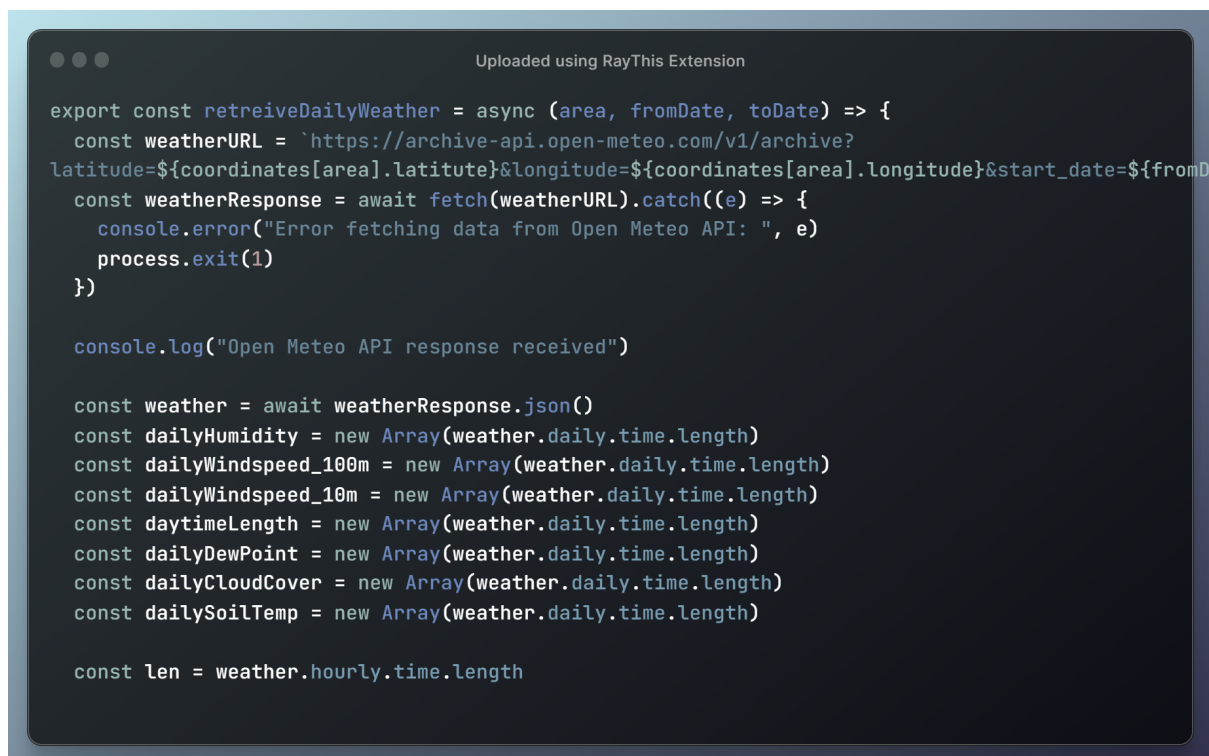 Uploaded using RayThis Extension
export const retreiveDailyWeather = async (area, fromDate, toDate) => {
const weatherURL = `https://archive-api.open-meteo.com/v1/archive?
latitude=${coordinates[area].latitute}&longitude=${coordinates[area].longitude}&start_date=${fromD
const weatherResponse = await fetch(weatherURL).catch((e) => {
console.error("Error fetching data from Open Meteo API: ", e)
process.exit(1)
})
console.log("Open Meteo API response received")
const weather = await weatherResponse.json()
const dailyHumidity = new Array(weather.daily.time.length)
const dailyWindspeed_100m = new Array(weather.daily.time.length)
const dailyWindspeed_10m = new Array(weather.daily.time.length)
const daytimeLength = new Array(weather.daily.time.length)
const dailyDewPoint = new Array(weather.daily.time.length)
const dailyCloudCover = new Array(weather.daily.time.length)
const dailySoilTemp = new Array(weather.daily.time.length)
const len = weather.hourly.time.length